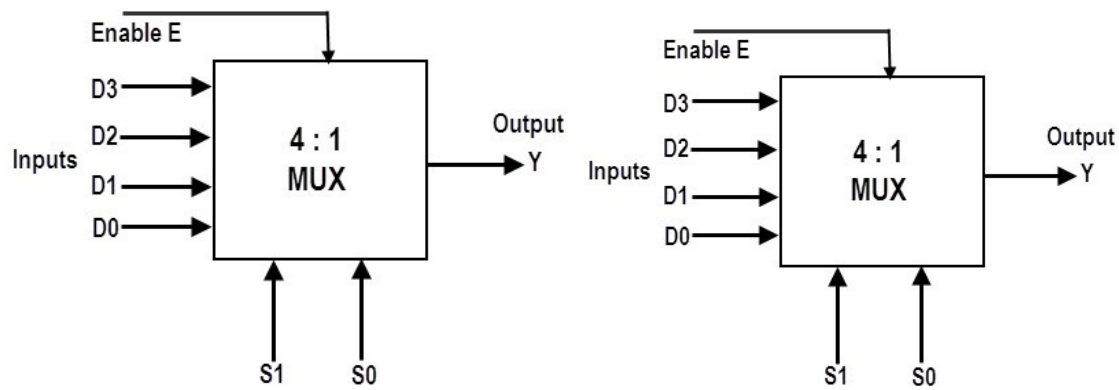 Enable E
D3
D2
Inputs
D1
D0
4 : 1
MUX
Output
Y
S1 S0
Enable E
D3
D2
Inputs
D1
D0
4 : 1
MUX
Output
Y
S1 S0